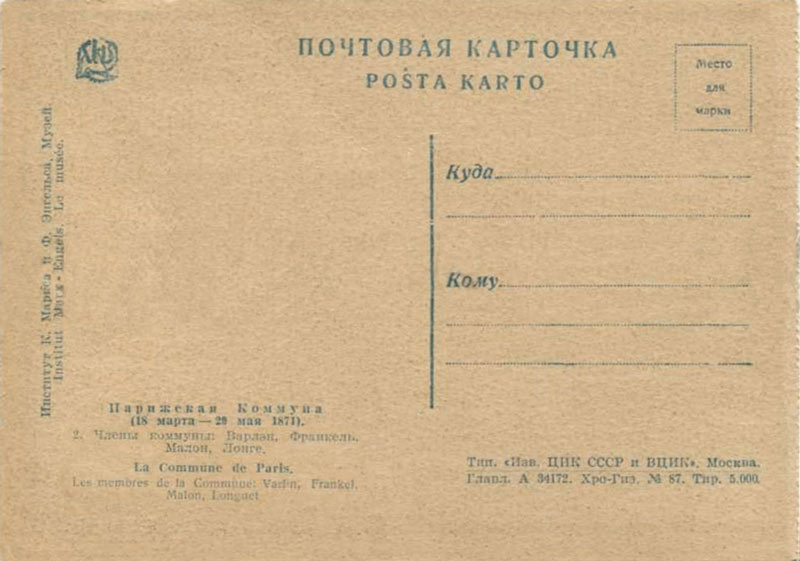 ПОЧТОВАЯ КАРТОЧКА
POŜTA KARTO
Место
для
марки
Институт К. Маркса и Ф. Энгельса, Музей
Institut Marx - Engels. Le musée.
Куда
Кому
Парижская Коммуна
(18 марта — 29 мая 1871).
2. Члены коммуны: Варлэн, Франкель,
Малон, Лонге.
La Commune de Paris.
Les membres de la Commune: Varlin, Frankel,
Malon, Longuet
Тип. «Изв. ЦИК СССР и ВЦИК», Москва.
Главл. А 34172. Хро-Гиз. № 87. Тир. 5.000.